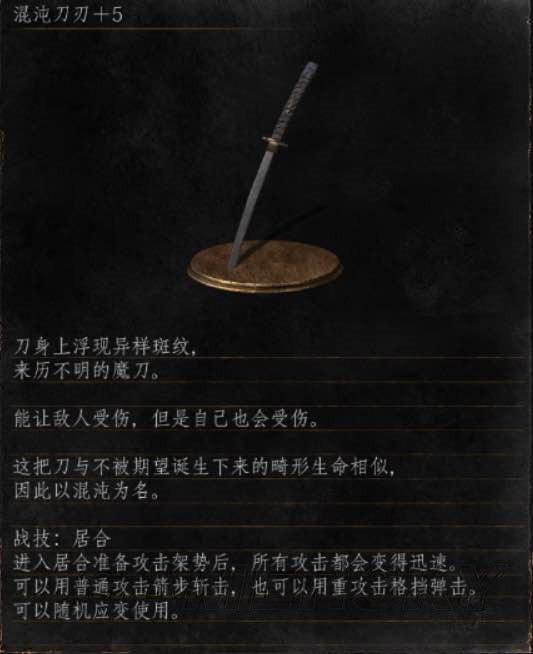 混沌刀刃＋5
刀身上浮现异样斑纹，
来历不明的魔刀。
能让敌人受伤，但是自己也会受伤。
这把刀与不被期望诞生下来的畸形生命相似，
因此以混沌为名。
战技：居合
进入居合准备攻击架势后，所有攻击都会变得迅速。
可以用普通攻击箭步斩击，也可以用重攻击格挡弹击。
可以随机应变使用。